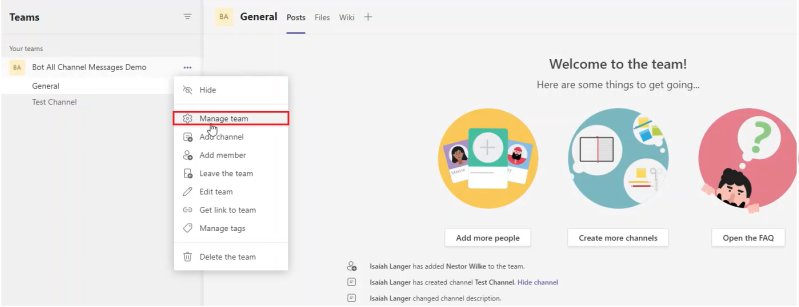 Teams
Your teams
BA Bot All Channel Messages Demo
General
Test Channel
Hide
Manage team
Add channel
Add member
Leave the team
Edit team
Get link to team
Manage tags
Delete the team
BA General Posts Files Wiki
Welcome to the team!
Here are some things to get going...
Add more people
Create more channels
Open the FAQ
Isaiah Langer has added Nestor Wilke to the team.
Isaiah Langer has created channel Test Channel. Hide channel
Isaiah Langer changed channel description.